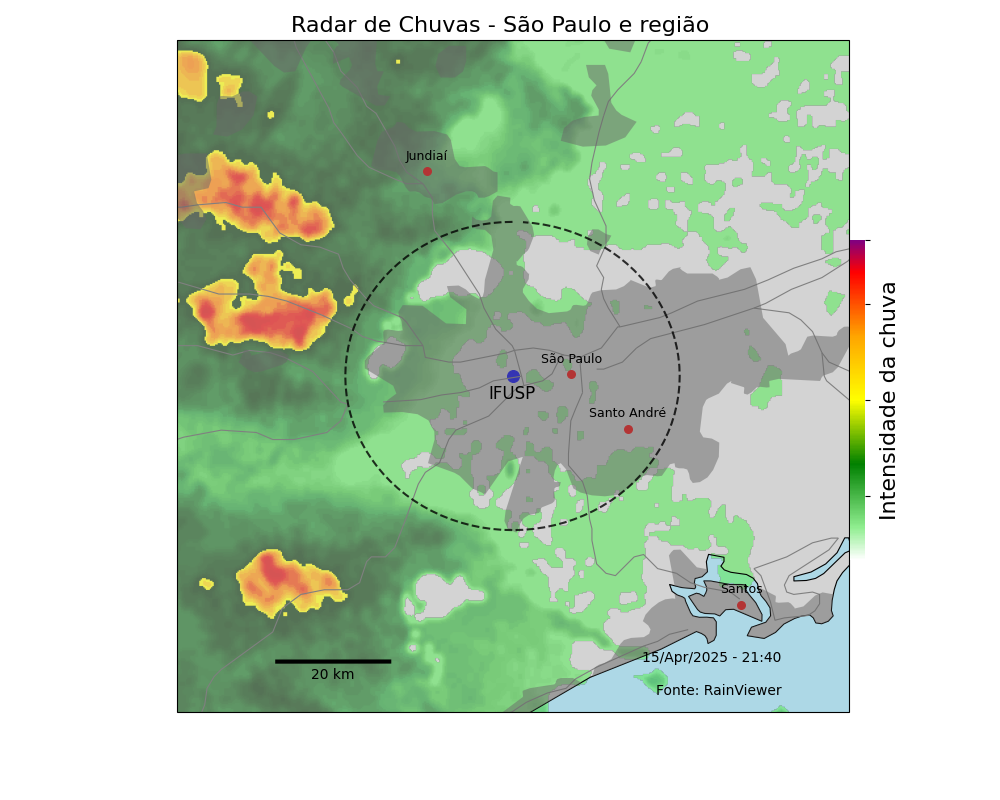 Radar de Chuvas - São Paulo e região
Jundiaí
São Paulo
IFUSP
Santo André
Intensidade da chuva
Santos
15/Apr/2025 - 21:40
20 km
Fonte: RainViewer